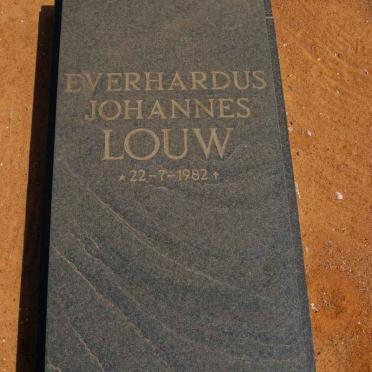 EVERHARDUS
JOHANNES
LOUW
★ 22-7-1982 †